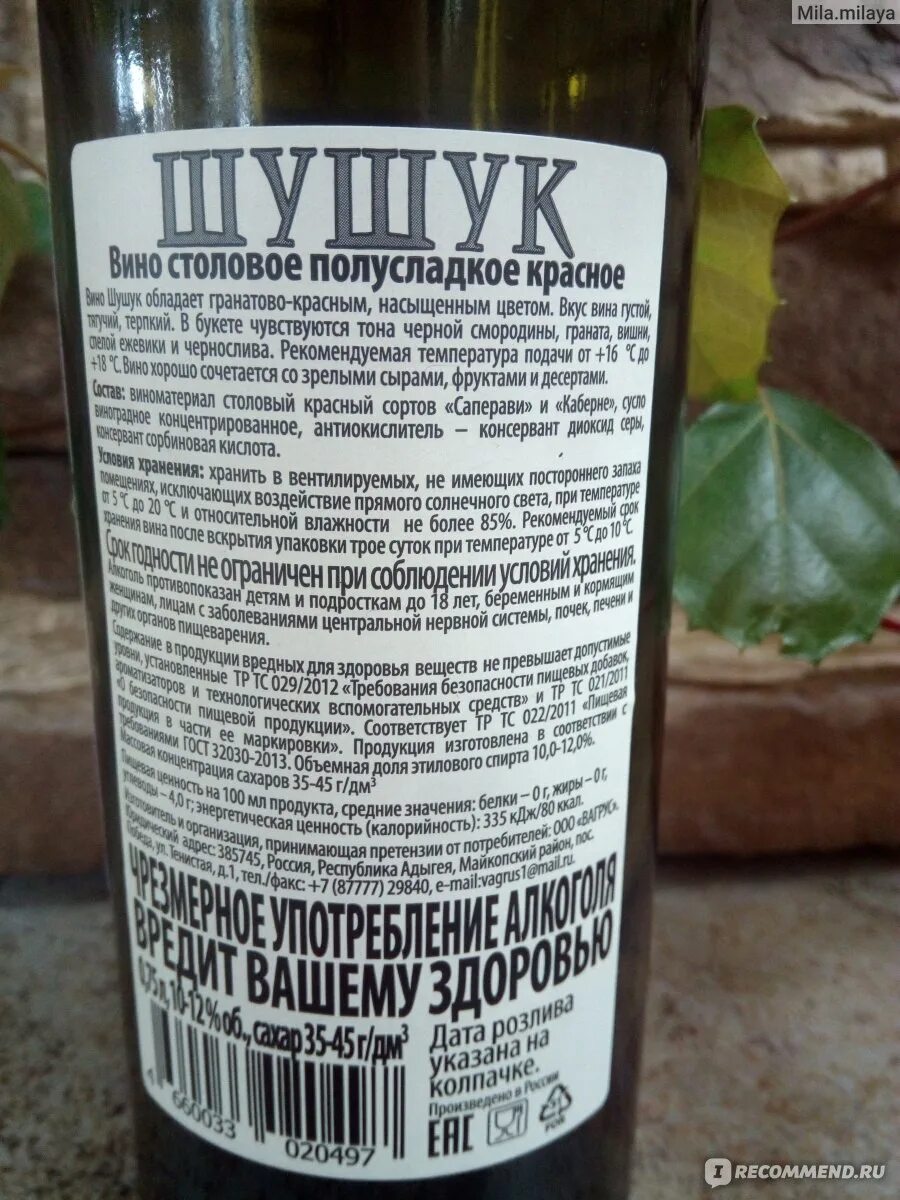 Mila.milaya
ШУШУК
Вино столовое полусладкое красное
Вино Шушук обладает гранатово-красным, насыщенным цветом. Вкус вина густой,
тягучий, терпкий. В букете чувствуются тона черной смородины, граната, вишни,
спелой ежевики и чернослива. Рекомендуемая температура подачи от +16 °С до
+18 °С. Вино хорошо сочетается со зрелыми сырами, фруктами и десертами.
Состав: виноматериал столовый красный сортов «Саперави» и «Каберне», сусло
виноградное концентрированное, антиокислитель – консервант диоксид серы,
консервант сорбиновая кислота.
Условия хранения: хранить в вентилируемых, не имеющих постороннего запаха
помещениях, исключающих воздействие прямого солнечного света, при температуре
от 5 °С до 20 °С и относительной влажности не более 85%. Рекомендуемый срок
хранения вина после вскрытия упаковки трое суток при температуре от 5 °С до 10 °С.
Срок годности не ограничен при соблюдении условий хранения.
Алкоголь противопоказан детям и подросткам до 18 лет, беременным и кормящим
женщинам, лицам с заболеваниями центральной нервной системы, почек, печени и
других органов пищеварения.
Содержание в продукции вредных для здоровья веществ не превышает допустимые
уровни, установленные ТР ТС 029/2012 «Требования безопасности пищевых добавок,
ароматизаторов и технологических вспомогательных средств» и ТР ТС 021/2011
«О безопасности пищевой продукции». Соответствует ТР ТС 022/2011 «Пищевая
продукция в части ее маркировки». Продукция изготовлена в соответствии с
требованиями ГОСТ 32030-2013. Объемная доля этилового спирта 10,0-12,0%.
Массовая концентрация сахаров 35-45 г/дм³
Пищевая ценность на 100 мл продукта, средние значения: белки – 0 г, жиры – 0 г,
углеводы – 4,0 г; энергетическая ценность (калорийность): 335 кДж/80 ккал.
Изготовитель и организация, принимающая претензии от потребителей: ООО «ВАГРУС».
Юридический адрес: 385745, Россия, Республика Адыгея, Майкопский район, пос.
Победа, ул. Тенистая, д.1, тел./факс: +7 (87777) 29840, e-mail:vagrus1@mail.ru.
ЧРЕЗМЕРНОЕ УПОТРЕБЛЕНИЕ АЛКОГОЛЯ
ВРЕДИТ ВАШЕМУ ЗДОРОВЬЮ
0,75 л, 10-12% об., сахар 35-45 г/дм³
Дата розлива
указана на
колпачке.
Произведено в России
4 660033 020497
EAC
IRECOMMEND.RU